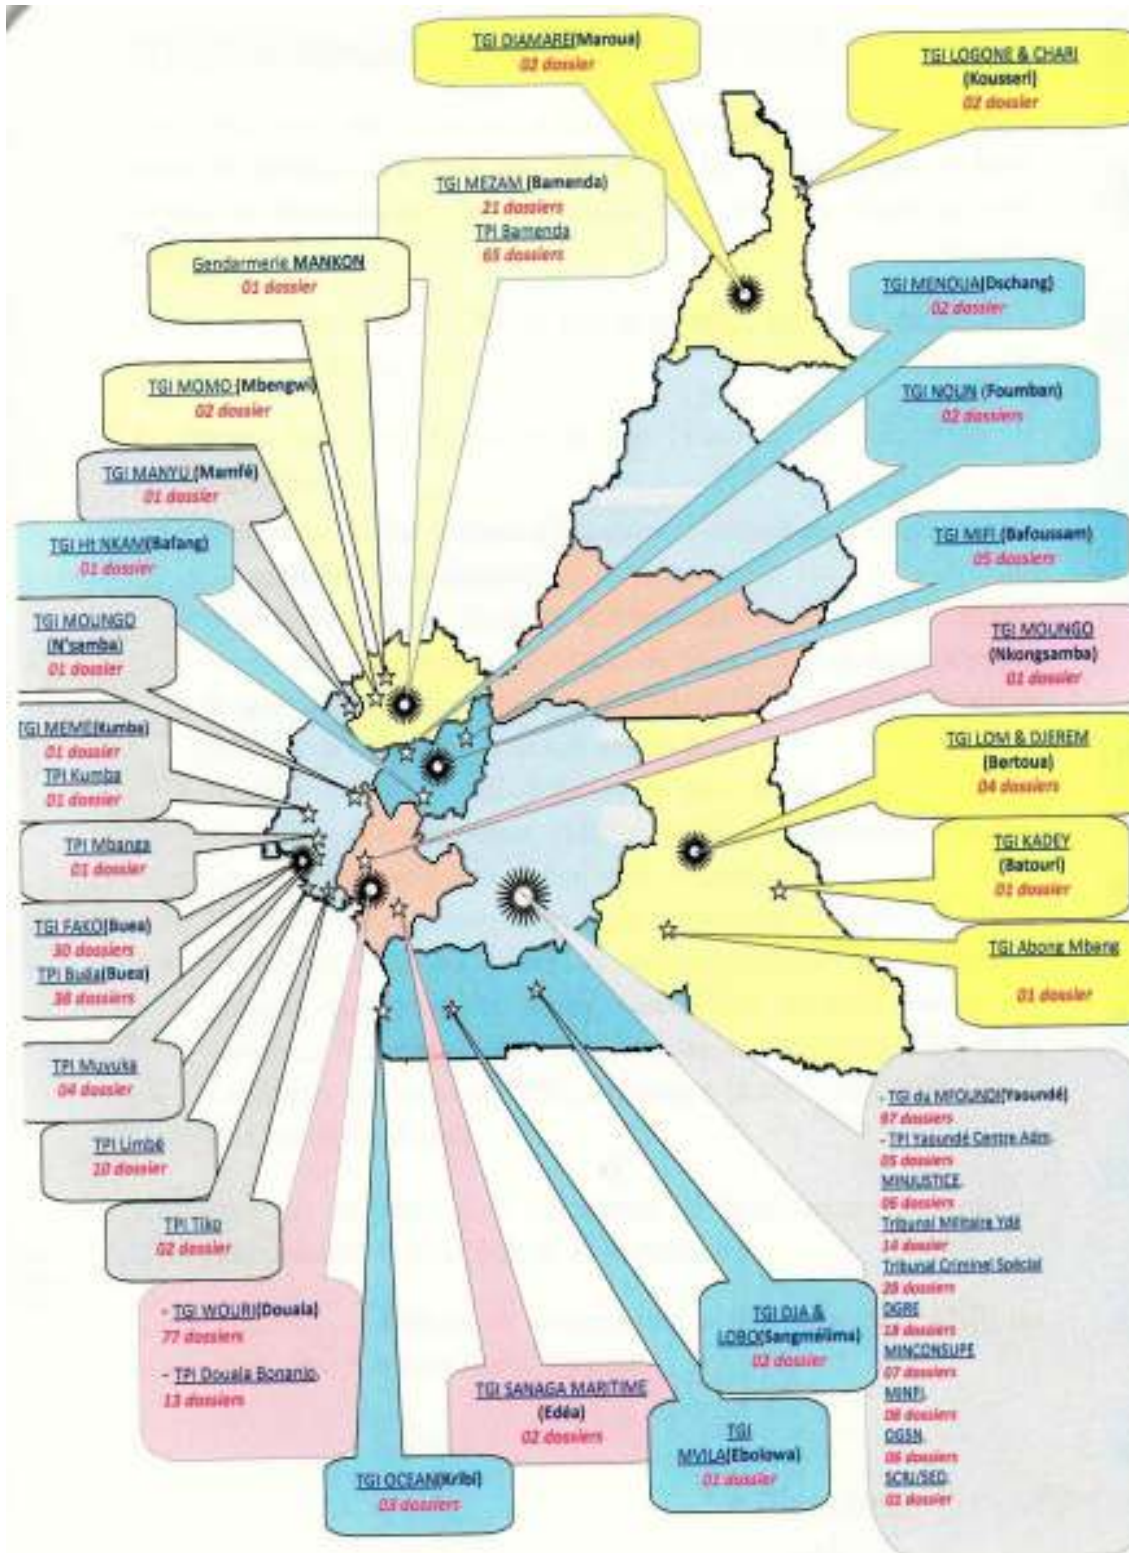 TGI DIAMARE(Maroua)
02 dossier
TGI LOGONE & CHARI
(Kousseri)
02 dossier
TGI MEZAM (Bamenda)
21 dossiers
TPI Bamenda
65 dossiers
Gendarmerie MANKON
01 dossier
TGI MENOUA(Dschang)
02 dossier
TGI MOMO (Mbengwi)
02 dossier
TGI NOUN (Foumban)
02 dossiers
TGI MANYU (Mamfé)
01 dossier
TGI Ht NKAM(Bafang)
01 dossier
TGI MIFI (Bafoussam)
05 dossiers
TGI MOUNGO
(N'samba)
01 dossier
TGI MOUNGO
(Nkongsamba)
01 dossier
TGI MEME(Kumba)
01 dossier
TPI Kumba
01 dossier
TGI LOM & DJEREM
(Bertoua)
04 dossiers
TPI Mbanga
01 dossier
TGI KADEY
(Batouri)
01 dossier
TGI FAKO(Buea)
30 dossiers
TPI Buéa(Buea)
dossiers
TGI Abong Mbang
01 dossier
TPI Muyuka
04 dossier
TPI Limbé
10 dossier
TPI Tiko
02 dossier
- TGI WOURI(Douala)
77 dossiers
- TPI Douala Bonanjo.
13 dossiers
TGI OCEAN(Kribi)
03 dossiers
TGI SANAGA MARITIME
(Edéa)
02 dossiers
TGI
MVILA(Ebolowa)
01 dossier
TGI DJA &
LOBO(Sangmélima)
02 dossier
- TGI du MFOUNDI(Yaoundé)
dossiers
- TPI Yaoundé Centre Adm.
05 dossiers
MINJUSTICE.
dossiers
Tribunal Militaire Ydé
14 dossier
Tribunal Criminel Spécial
dossiers
DGRE
18 dossiers
MINCONSUPE
07 dossiers
MINFI.
dossiers
DGSN.
dossiers
SCRJ/SED.
01 dossier